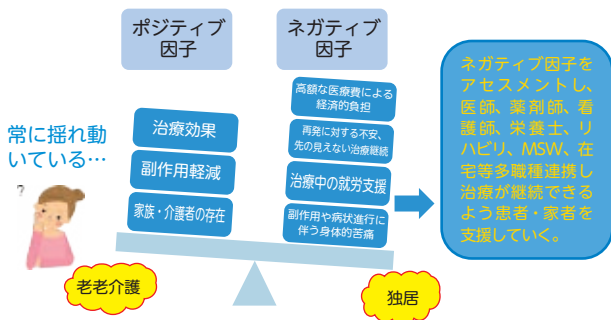 ポジティブ
因子
ネガティブ
因子
常に揺れ動
いている…
?
治療効果
副作用軽減
家族・介護者の存在
高額な医療費による
経済的負担
再発に対する不安、
先の見えない治療継続
治療中の就労支援
副作用や病状進行に
伴う身体的苦痛
老老介護
独居
ネガティブ因子を
アセスメントし、
医師、薬剤師、看
護師、栄養士、リ
ハビリ、MSW、在
宅等多職種連携し
治療が継続できる
よう患者・家者を
支援していく。